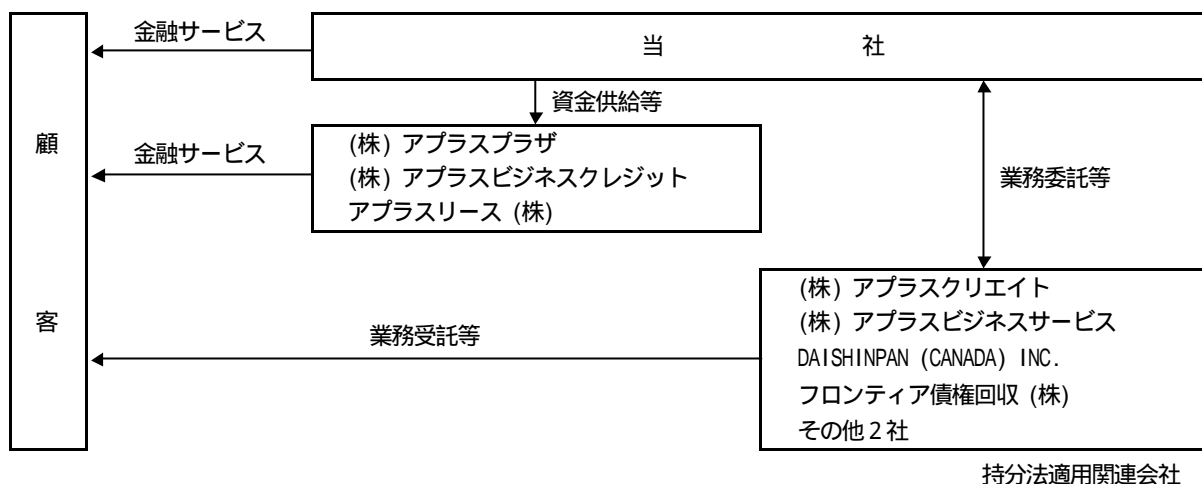 金融サービス
当 社
資金供給等
顧
金融サービス
(株) アプラスプラザ
(株) アプラスビジネスクレジット
アプラスリース (株)
業務委託等
客
業務受託等
(株) アプラスクリエイト
(株) アプラスビジネスサービス
DAISHINPAN (CANADA) INC.
フロンティア債権回収 (株)
その他2社
持分法適用関連会社